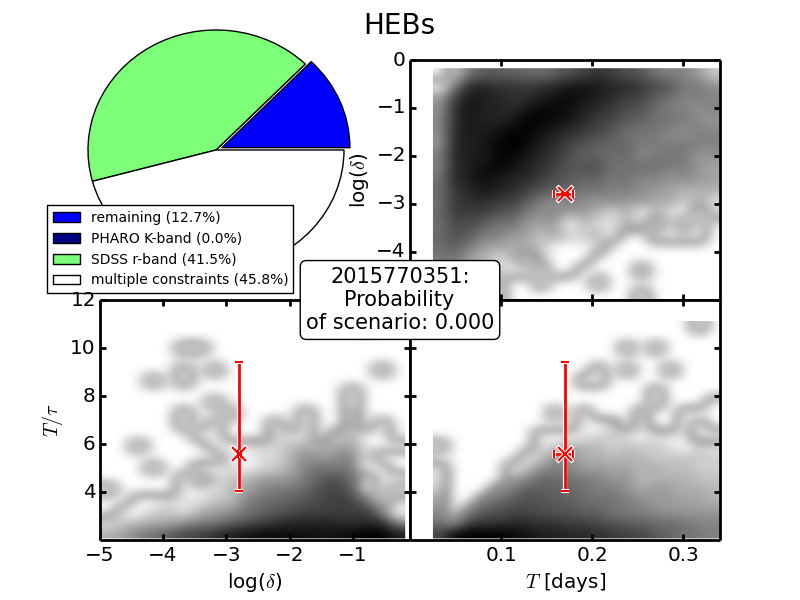 HEBs
remaining (12.7%)
PHARO K-band (0.0%)
SDSS r-band (41.5%)
multiple constraints (45.8%)
0
−1
−2
−3
−4
log(δ)
2015770351:
Probability
of scenario: 0.000
12
10
8
6
4
T/τ
−5 −4 −3 −2 −1
log(δ)
0.1 0.2 0.3
T [days]